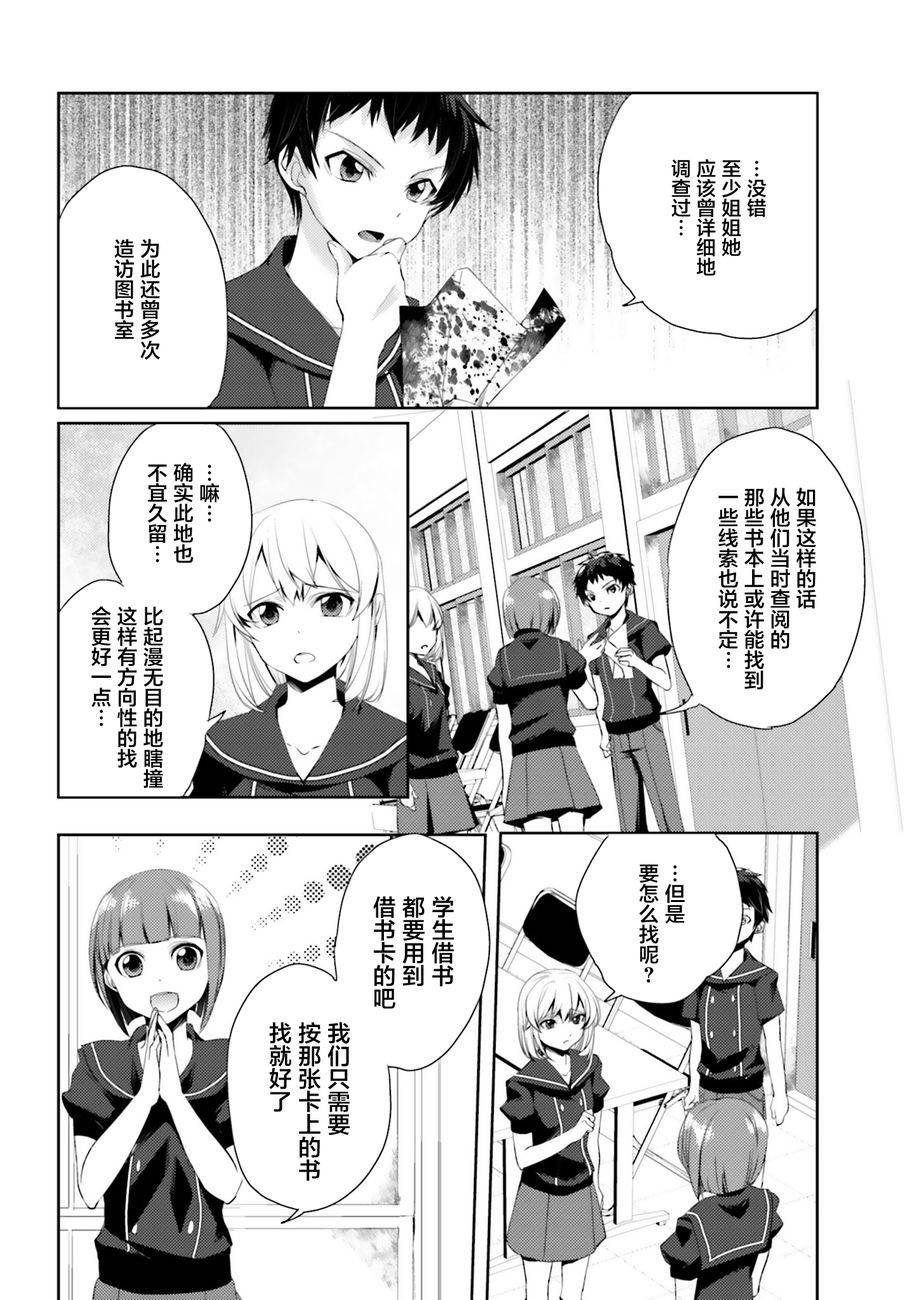 …没错
至少姐姐她
应该曾详细地
调查过…
为此还曾多次
造访图书室
如果这样的话
从他们当时查阅的
那些书本上或许能找到
一些线索也说不定…
…嘛…
确实此地也
不宜久留…
比起漫无目的地瞎撞
这样有方向性的找
会更好一点…
…但是
要怎么找呢?
学生借书
都要用到
借书卡的吧
我们只需要
按那张卡上的书
找就好了